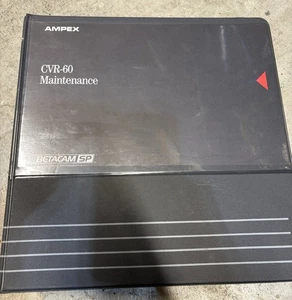 AMPEX
CVR-60
Maintenance
BETACAM SP